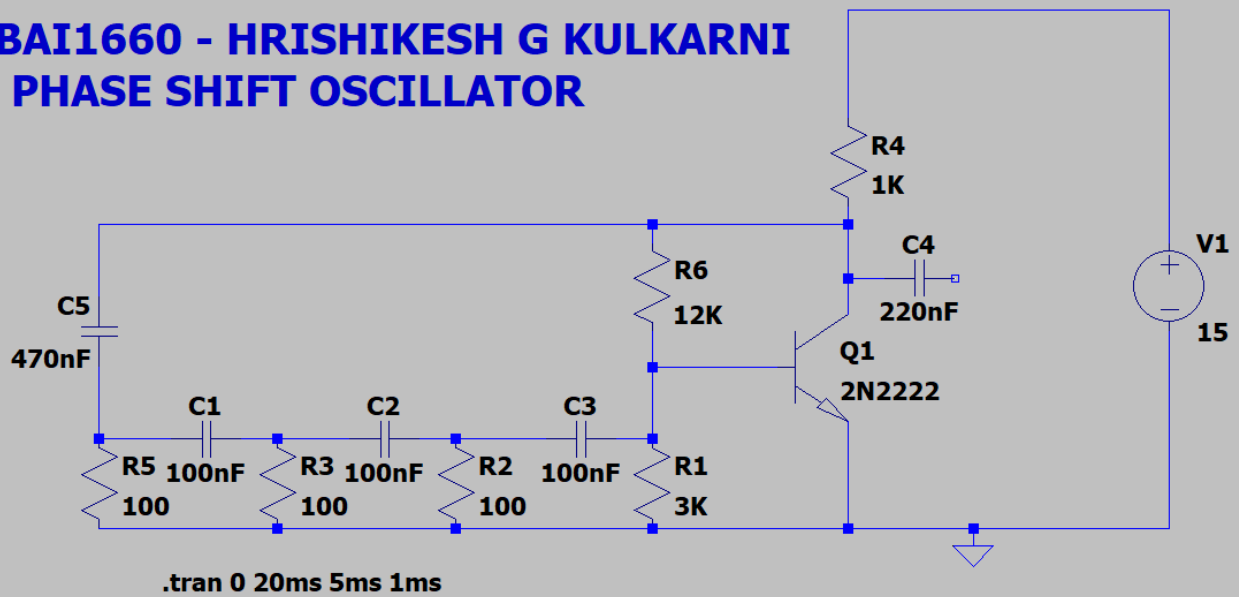 BAI1660 - HRISHIKESH G KULKARNI
PHASE SHIFT OSCILLATOR
R4
1K
C4
220nF
V1
+
−
15
R6
12K
C5
470nF
Q1
2N2222
C1
100nF
C2
100nF
C3
100nF
R5
100
R3
100
R2
100
R1
3K
.tran 0 20ms 5ms 1ms